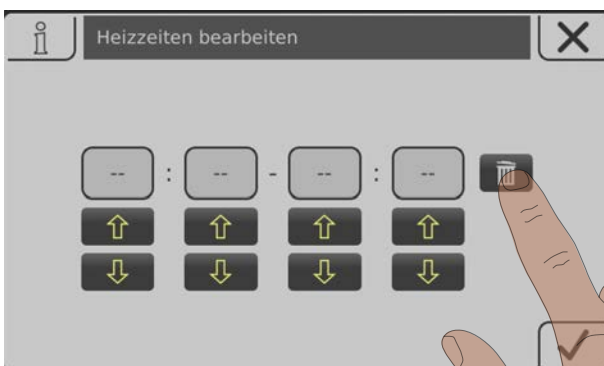 Heizzeiten bearbeiten
-- : -- - -- : --